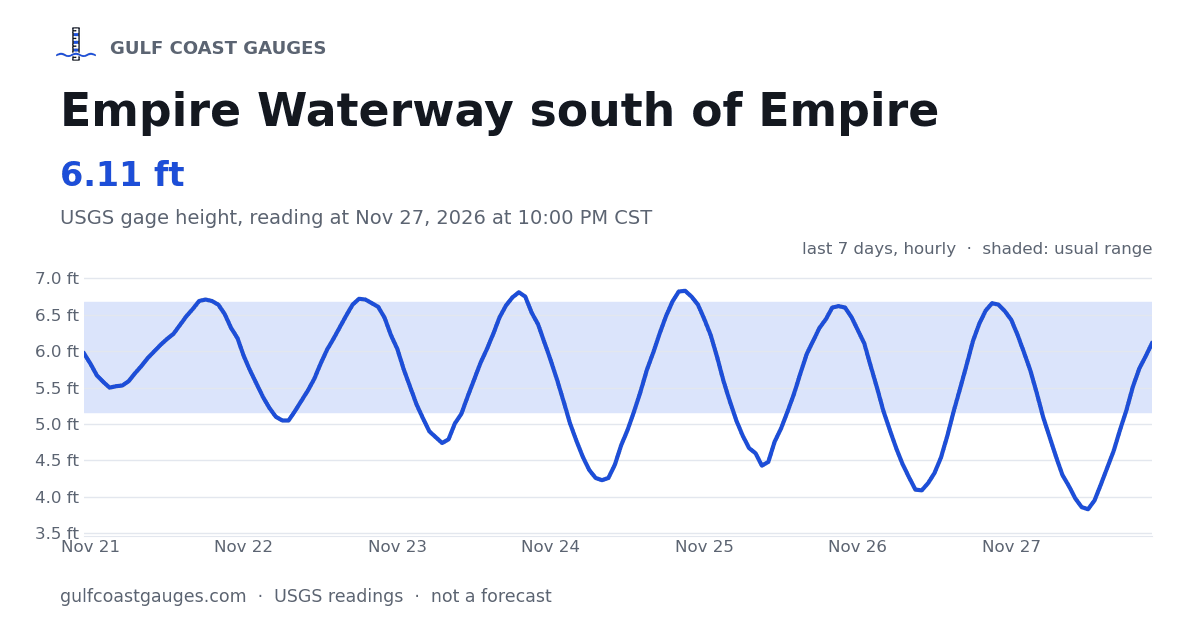 GULF COAST GAUGES
Empire Waterway south of Empire
6.11 ft
USGS gage height, reading at Nov 27, 2026 at 10:00 PM CST
last 7 days, hourly · shaded: usual range
7.0 ft
6.5 ft
6.0 ft
5.5 ft
5.0 ft
4.5 ft
4.0 ft
3.5 ft
Nov 21 Nov 22 Nov 23 Nov 24 Nov 25 Nov 26 Nov 27
gulfcoastgauges.com · USGS readings · not a forecast